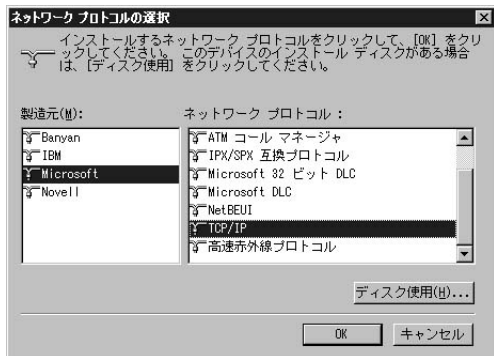 ネットワーク プロトコルの選択
インストールするネットワーク プロトコルをクリックして、[OK] をクリ
ックしてください。このデバイスのインストール ディスクがある場合
は、[ディスク使用] をクリックしてください。
製造元(M):
Banyan
IBM
Microsoft
Novell
ネットワーク プロトコル :
ATM コール マネージャ
IPX/SPX 互換プロトコル
Microsoft 32 ビット DLC
Microsoft DLC
NetBEUI
TCP/IP
高速赤外線プロトコル
ディスク使用(H)...
OK
キャンセル